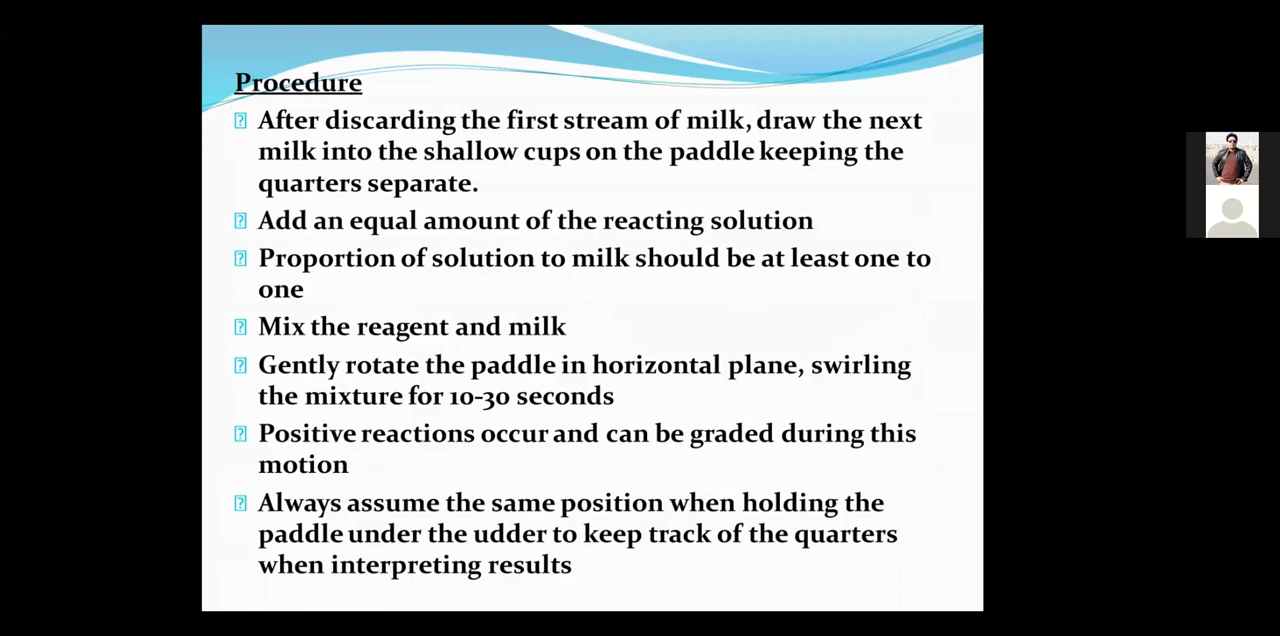 Procedure
After discarding the first stream of milk, draw the next
milk into the shallow cups on the paddle keeping the
quarters separate.
Add an equal amount of the reacting solution
Proportion of solution to milk should be at least one to
one
Mix the reagent and milk
Gently rotate the paddle in horizontal plane, swirling
the mixture for 10-30 seconds
Positive reactions occur and can be graded during this
motion
Always assume the same position when holding the
paddle under the udder to keep track of the quarters
when interpreting results